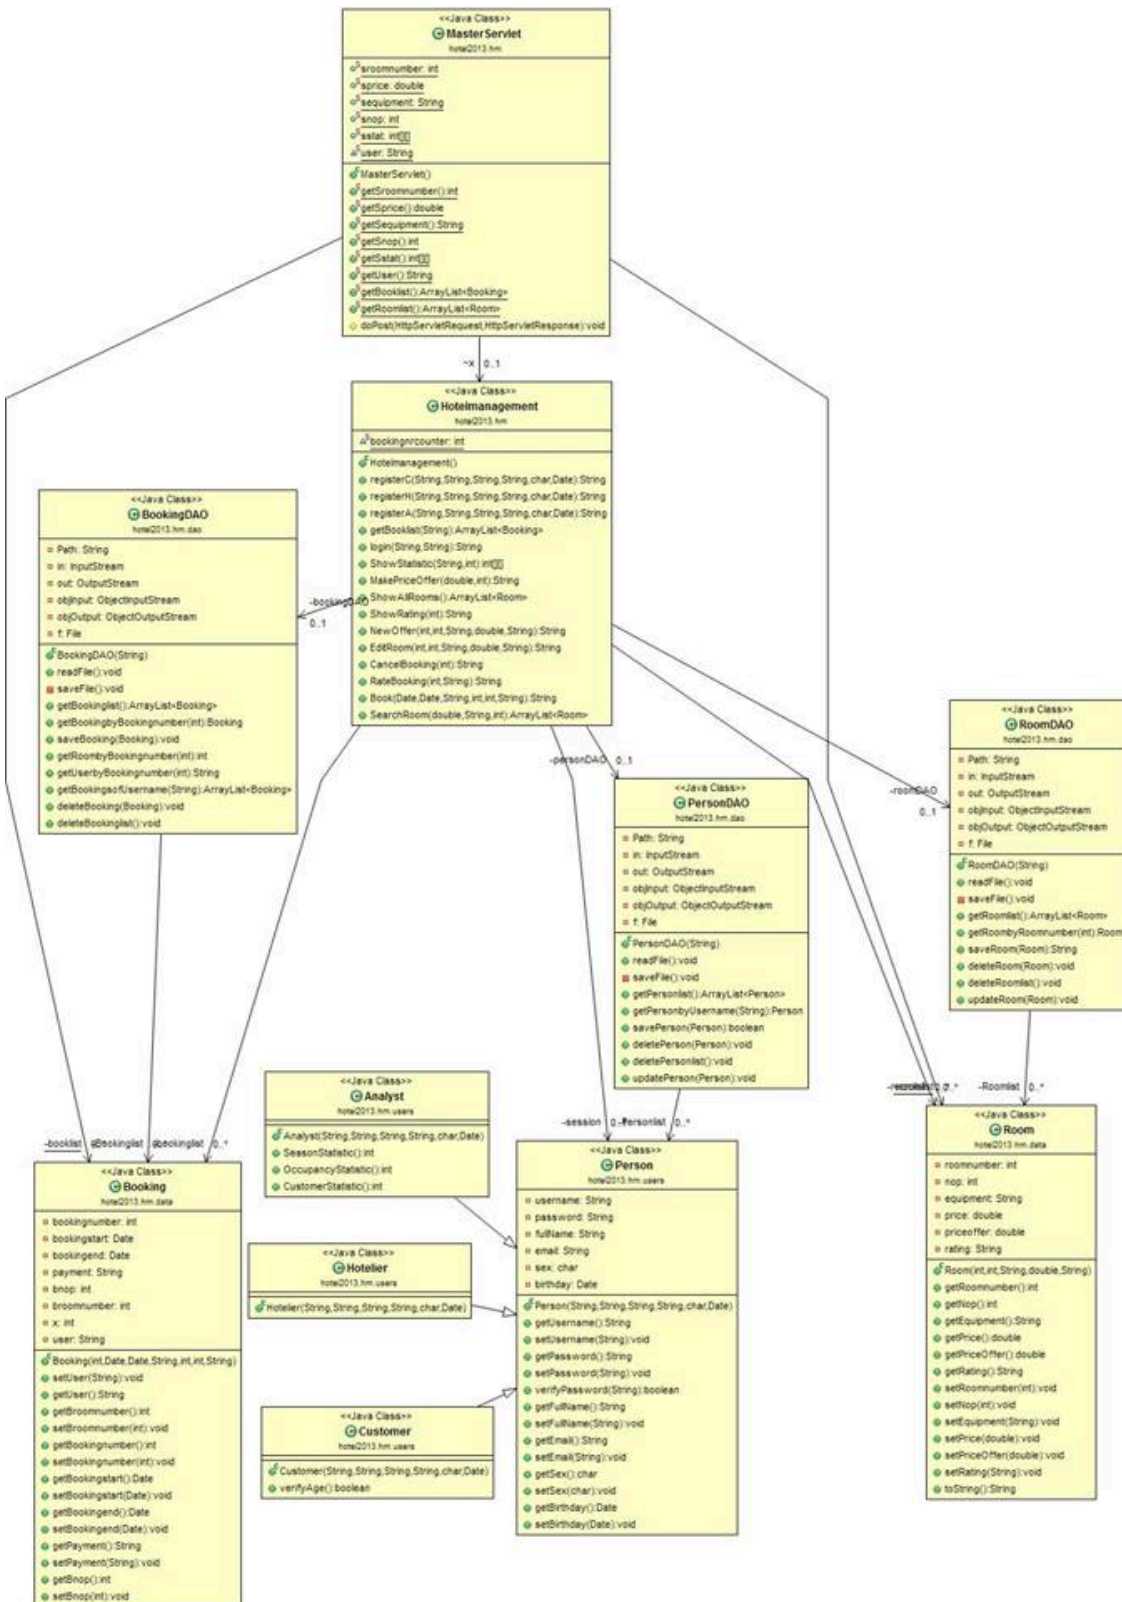 <<Java Class>>
MasterServlet
hotel2013.hm
sroomnumber: int
sprice: double
sequipment: String
snop: int
sstat: int[][]
user: String
MasterServlet()
getSroomnumber():int
getSprice():double
getSequipment():String
getSnop():int
getSstat():int[][]
getUser():String
getBooklist():ArrayList<Booking>
getRoomlist():ArrayList<Room>
doPost(HttpServletRequest,HttpServletResponse):void
~x 0..1
<<Java Class>>
Hotelmanagement
hotel2013.hm
bookingnrcounter: int
Hotelmanagement()
registerC(String,String,String,String,char,Date):String
registerH(String,String,String,String,char,Date):String
registerA(String,String,String,String,char,Date):String
getBooklist(String):ArrayList<Booking>
login(String,String):String
ShowStatistic(String,int):int[][]
MakePriceOffer(double,int):String
ShowAllRooms():ArrayList<Room>
ShowRating(int):String
NewOffer(int,int,String,double,String):String
EditRoom(int,int,String,double,String):String
CancelBooking(int):String
RateBooking(int,String):String
Book(Date,Date,String,int,int,String):String
SearchRoom(double,String,int):ArrayList<Room>
<<Java Class>>
BookingDAO
hotel2013.hm.dao
Path: String
in: InputStream
out: OutputStream
objInput: ObjectInputStream
objOutput: ObjectOutputStream
f: File
BookingDAO(String)
readFile():void
saveFile():void
getBookinglist():ArrayList<Booking>
getBookingbyBookingnumber(int):Booking
saveBooking(Booking):void
getRoombyBookingnumber(int):int
getUserbyBookingnumber(int):String
getBookingsofUsername(String):ArrayList<Booking>
deleteBooking(Booking):void
deleteBookinglist():void
-bookingDAO
0..1
-personDAO 0..1
-roomDAO
0..1
<<Java Class>>
PersonDAO
hotel2013.hm.dao
Path: String
in: InputStream
out: OutputStream
objInput: ObjectInputStream
objOutput: ObjectOutputStream
f: File
PersonDAO(String)
readFile():void
saveFile():void
getPersonlist():ArrayList<Person>
getPersonbyUsername(String):Person
savePerson(Person):boolean
deletePerson(Person):void
deletePersonlist():void
updatePerson(Person):void
<<Java Class>>
RoomDAO
hotel2013.hm.dao
Path: String
in: InputStream
out: OutputStream
objInput: ObjectInputStream
objOutput: ObjectOutputStream
f: File
RoomDAO(String)
readFile():void
saveFile():void
getRoomlist():ArrayList<Room>
getRoombyRoomnumber(int):Room
saveRoom(Room):String
deleteRoom(Room):void
deleteRoomlist():void
updateRoom(Room):void
<<Java Class>>
Analyst
hotel2013.hm.users
Analyst(String,String,String,String,char,Date)
SeasonStatistic():int
OccupancyStatistic():int
CustomerStatistic():int
<<Java Class>>
Hotelier
hotel2013.hm.users
Hotelier(String,String,String,String,char,Date)
<<Java Class>>
Customer
hotel2013.hm.users
Customer(String,String,String,String,char,Date)
verifyAge():boolean
-booklist 0..*
<<Java Class>>
Booking
hotel2013.hm.data
bookingnumber: int
bookingstart: Date
bookingend: Date
payment: String
bnop: int
broomnumber: int
x: int
user: String
Booking(int,Date,Date,String,int,int,String)
setUser(String):void
getUser():String
getBroomnumber():int
setBroomnumber(int):void
getBookingnumber():int
setBookingnumber(int):void
getBookingstart():Date
setBookingstart(Date):void
getBookingend():Date
setBookingend(Date):void
getPayment():String
setPayment(String):void
getBnop():int
setBnop(int):void
-session -Personlist 0..*
<<Java Class>>
Person
hotel2013.hm.users
username: String
password: String
fullName: String
email: String
sex: char
birthday: Date
Person(String,String,String,String,char,Date)
getUsername():String
setUsername(String):void
getPassword():String
setPassword(String):void
verifyPassword(String):boolean
getFullName():String
setFullName(String):void
getEmail():String
setEmail(String):void
getSex():char
setSex(char):void
getBirthday():Date
setBirthday(Date):void
-Roomlist 0..*
<<Java Class>>
Room
hotel2013.hm.data
roomnumber: int
nop: int
equipment: String
price: double
priceoffer: double
rating: String
Room(int,int,String,double,String)
getRoomnumber():int
getNop():int
getEquipment():String
getPrice():double
getPriceOffer():double
getRating():String
setRoomnumber(int):void
setNop(int):void
setEquipment(String):void
setPrice(double):void
setPriceOffer(double):void
setRating(String):void
toString():String